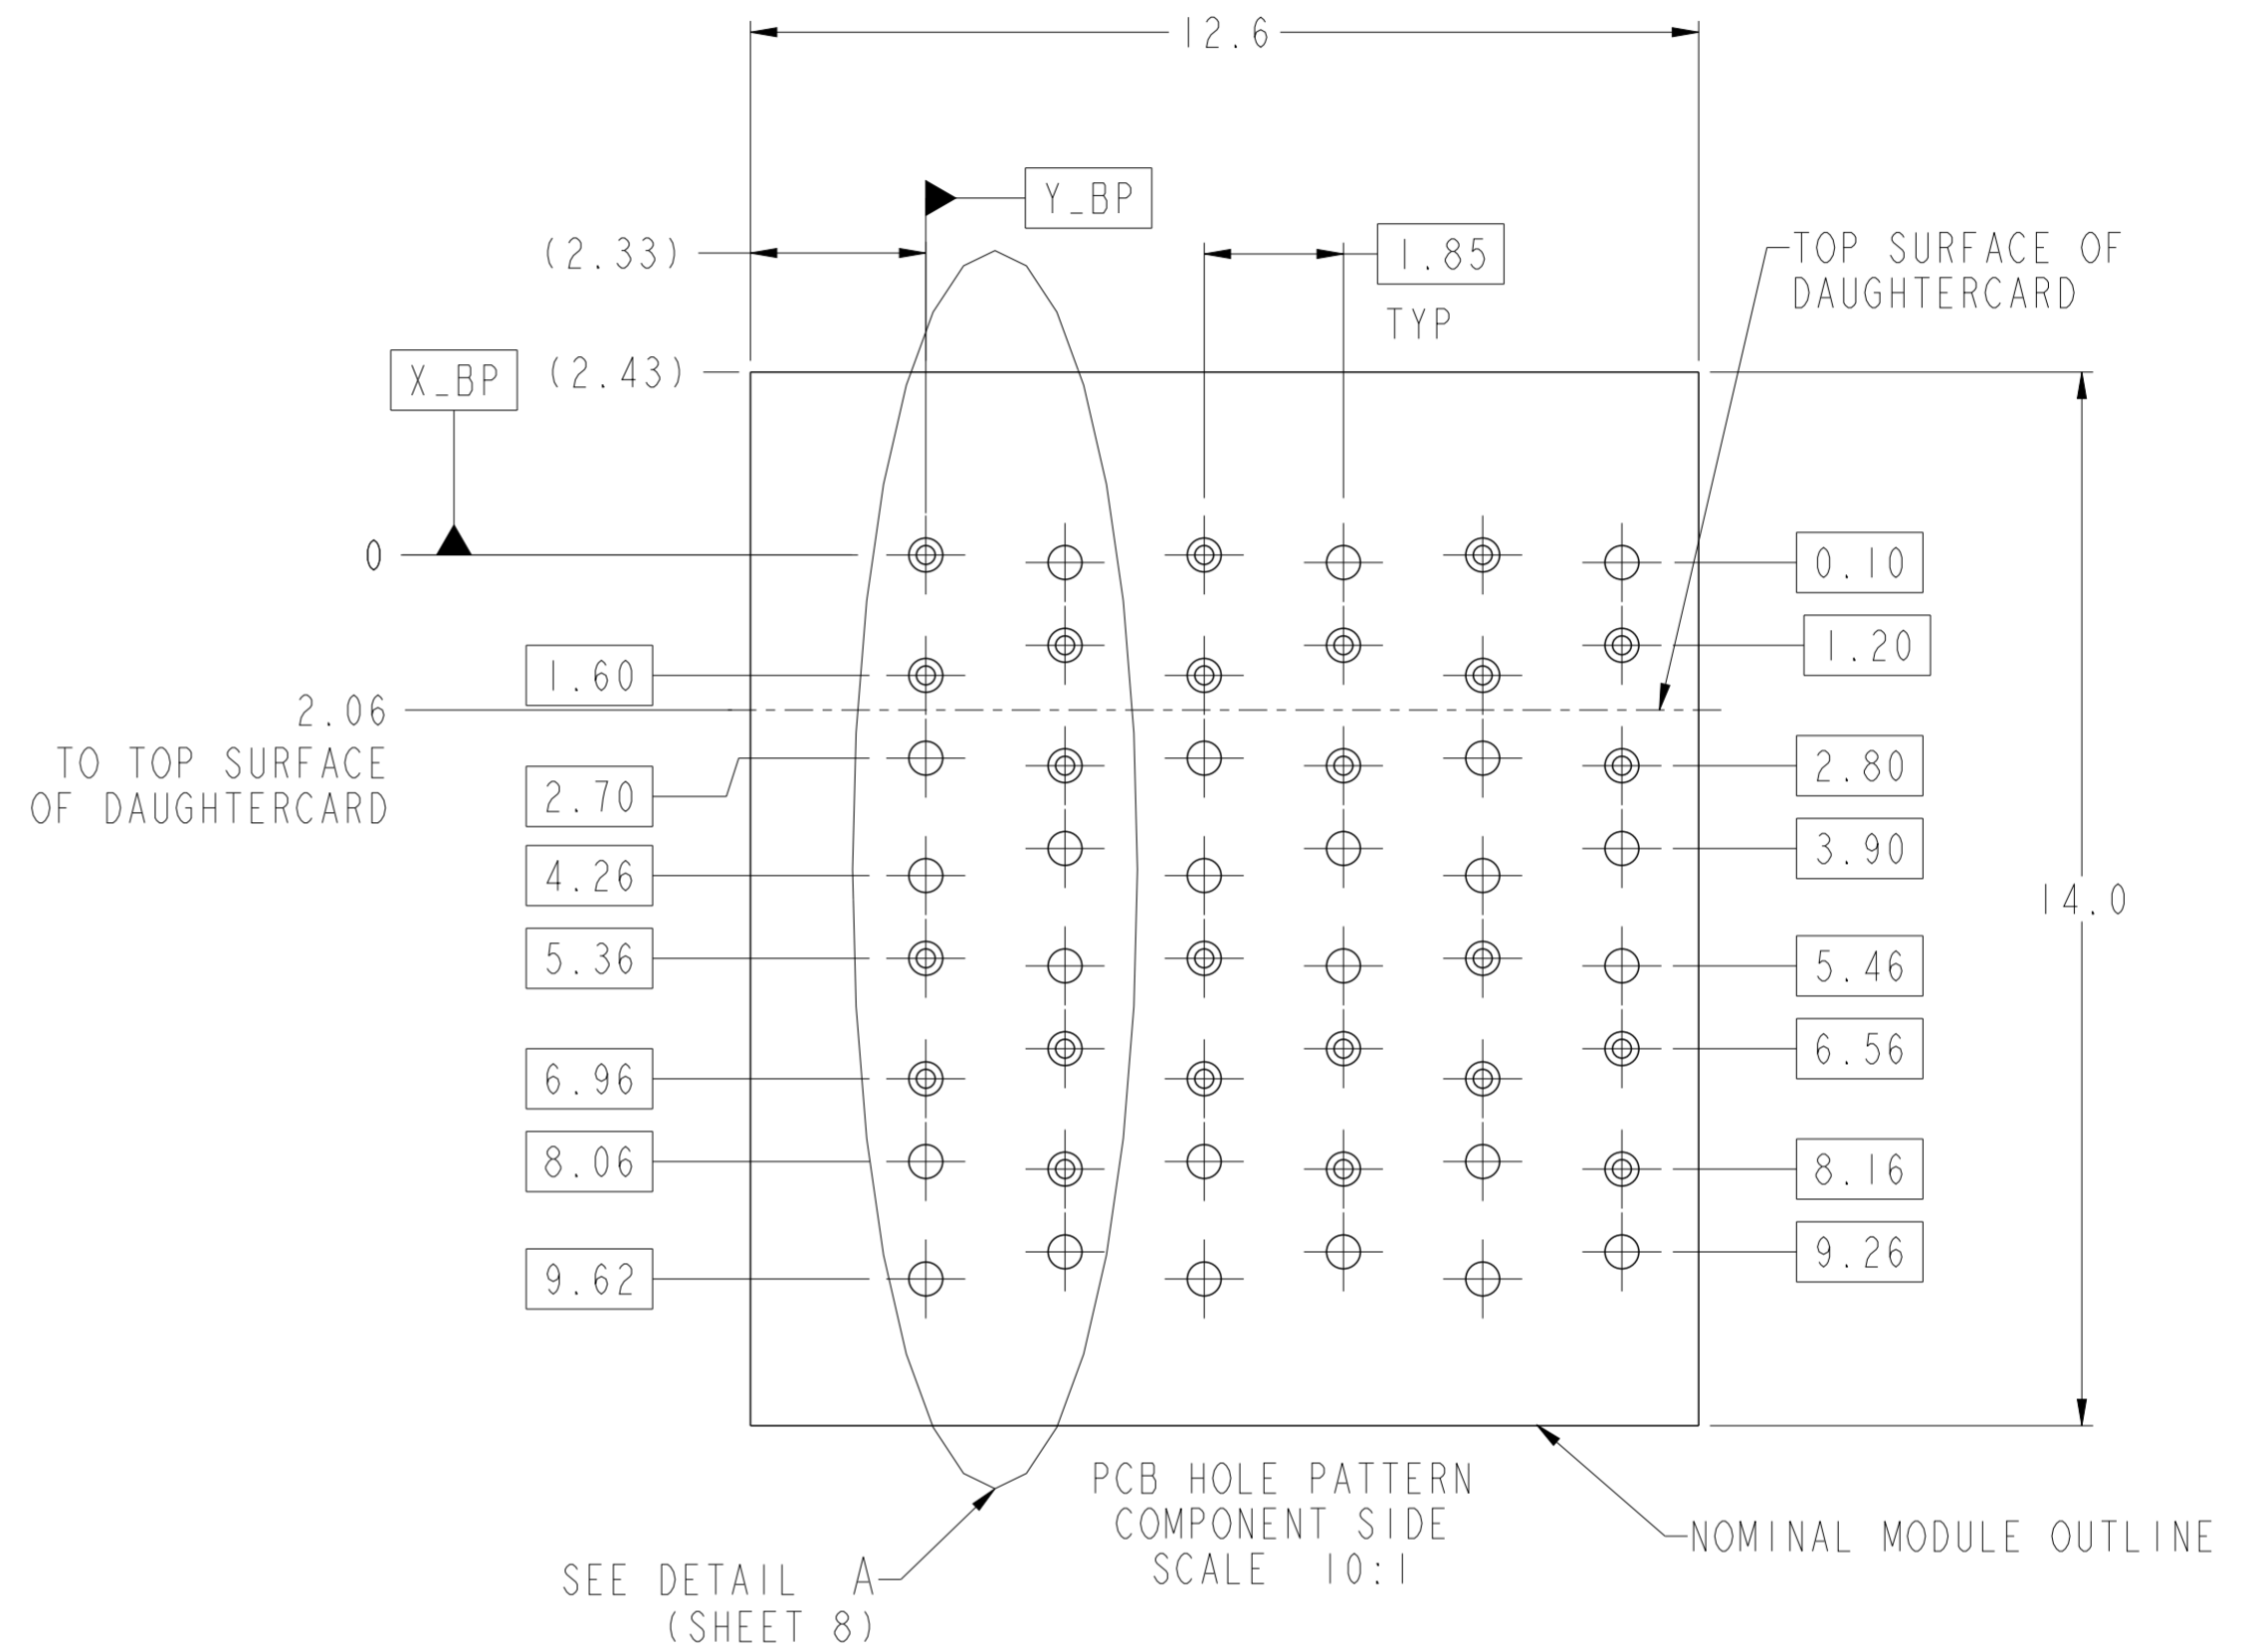 12.6
Y_BP
(2.33)
1.85
TYP
TOP SURFACE OF
DAUGHTERCARD
X_BP
(2.43)
0
0.10
1.20
1.60
2.06
TO TOP SURFACE
OF DAUGHTERCARD
2.70
2.80
3.90
4.26
14.0
5.36
5.46
6.56
6.96
8.06
8.16
9.26
9.62
PCB HOLE PATTERN
COMPONENT SIDE
SCALE 10:1
NOMINAL MODULE OUTLINE
SEE DETAIL A
(SHEET 8)